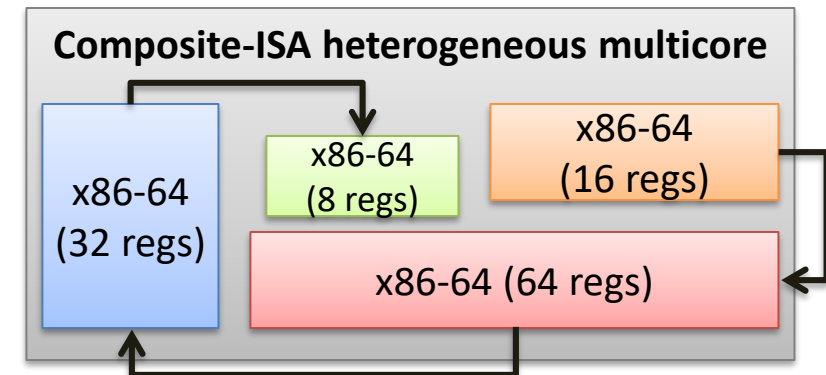 Composite-ISA heterogeneous multicore
x86-64
(32 regs)
x86-64
(8 regs)
x86-64
(16 regs)
x86-64 (64 regs)